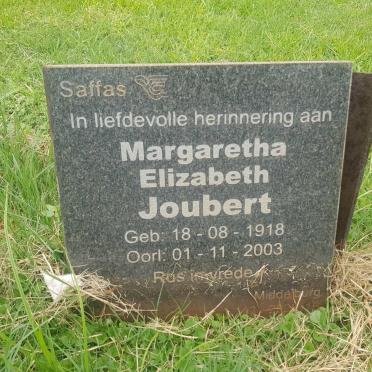 Saffas
In liefdevolle herinnering aan
Margaretha
Elizabeth
Joubert
Geb: 18 - 08 - 1918
Oorl: 01 - 11 - 2003
Rus in vrede
Middelburg